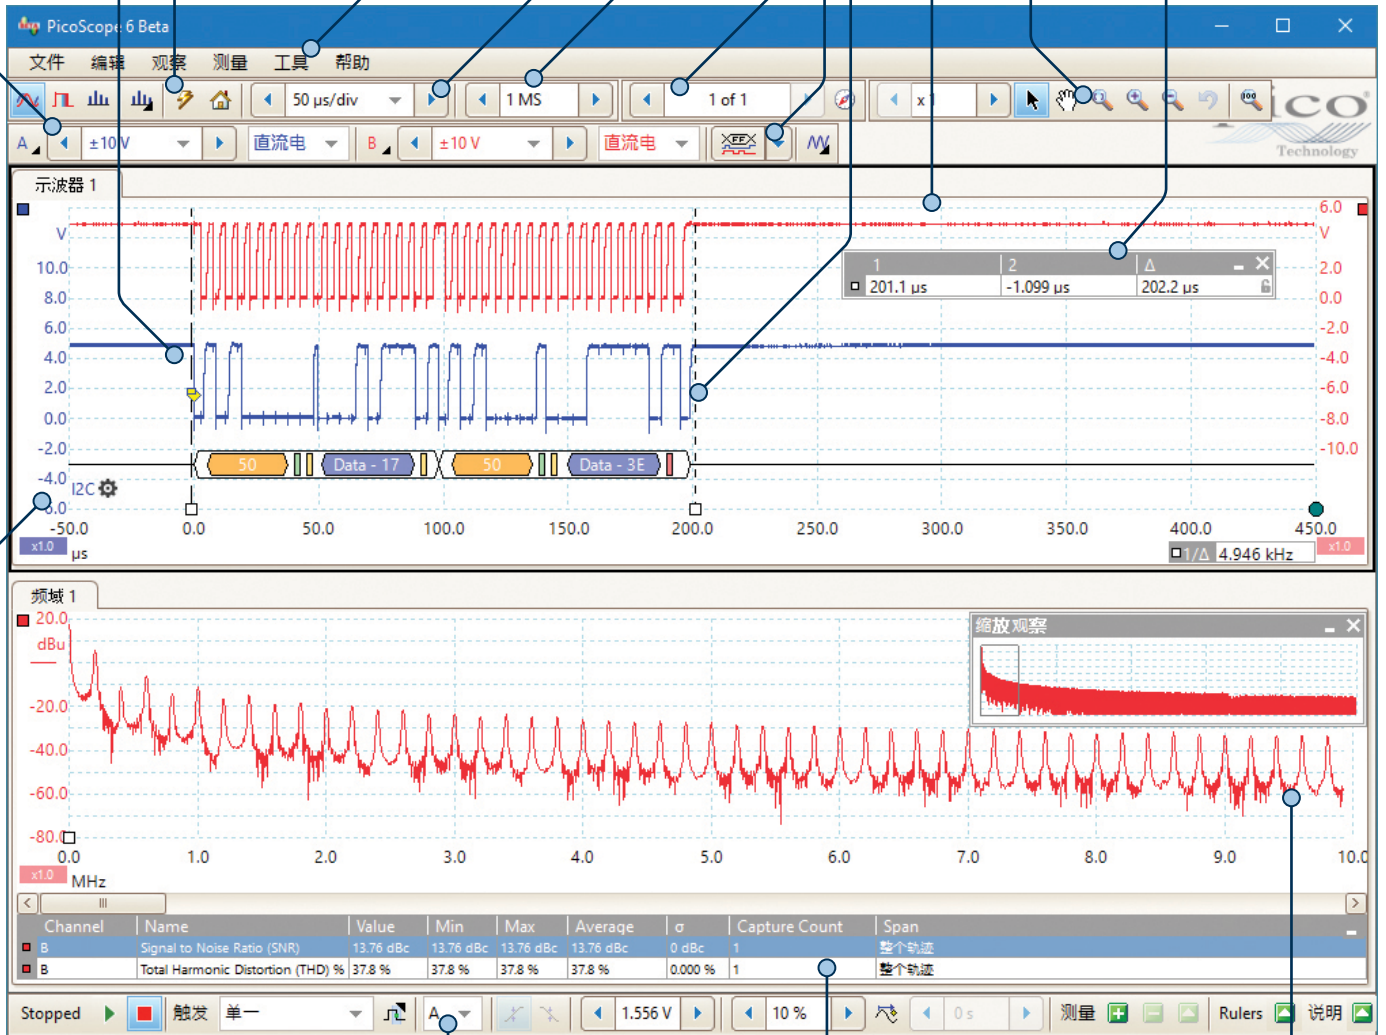 PicoScope 6 Beta
文件 编辑 观察 测量 工具 帮助
50 µs/div 1 MS 1 of 1 x 1
pico
Technology
A ±10 V 直流电 B ±10 V 直流电
示波器 1
V
10.0
8.0
6.0
4.0
2.0
0.0
-2.0
-4.0
-6.0
6.0
V
2.0
0.0
-2.0
-4.0
-6.0
-8.0
-10.0
1 2 Δ
201.1 µs -1.099 µs 202.2 µs
50 Data - 17 50 Data - 3E
I2C
-50.0 0.0 50.0 100.0 150.0 200.0 250.0 300.0 350.0 400.0 450.0
x1.0 µs 1/Δ 4.946 kHz x1.0
频域 1
20.0
dBu
-20.0
-40.0
-60.0
-80.0
缩放观察
0.0 1.0 2.0 3.0 4.0 5.0 6.0 7.0 8.0 9.0 10.0
x1.0 MHz
Channel Name Value Min Max Average σ Capture Count Span
B Signal to Noise Ratio (SNR) 13.76 dBc 13.76 dBc 13.76 dBc 13.76 dBc 0 dBc 1 整个轨迹
B Total Harmonic Distortion (THD) % 37.8 % 37.8 % 37.8 % 37.8 % 0.000 % 1 整个轨迹
Stopped 触发 单一 A 1.556 V 10 % 0 s 测量 Rulers 说明